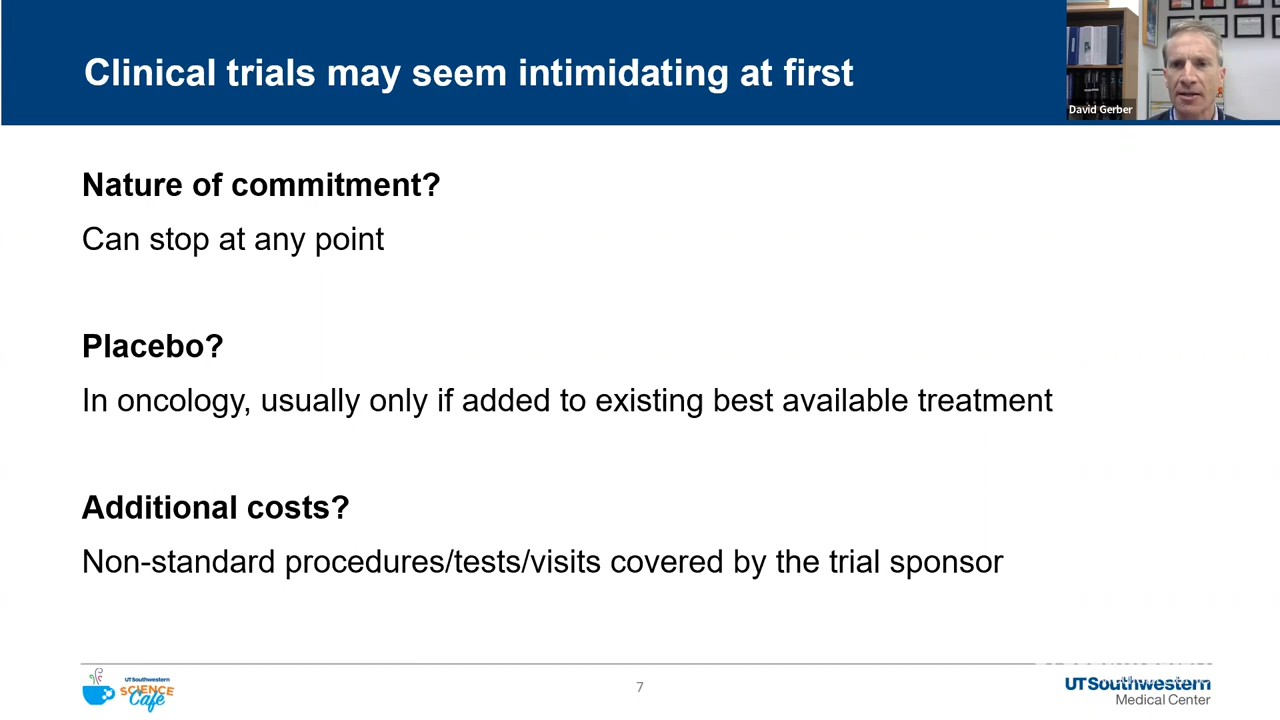 Clinical trials may seem intimidating at first
David Gerber
Nature of commitment?
Can stop at any point
Placebo?
In oncology, usually only if added to existing best available treatment
Additional costs?
Non-standard procedures/tests/visits covered by the trial sponsor
UTSouthwestern
SCIENCE
Café
7
UTSouthwestern
Medical Center